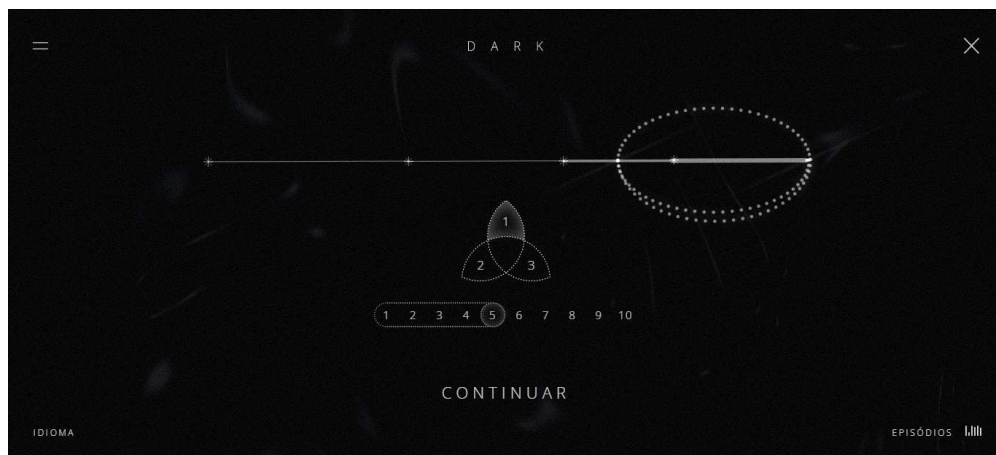 D A R K
1
2 3
1 2 3 4 5 6 7 8 9 10
CONTINUAR
IDIOMA
EPISÓDIOS